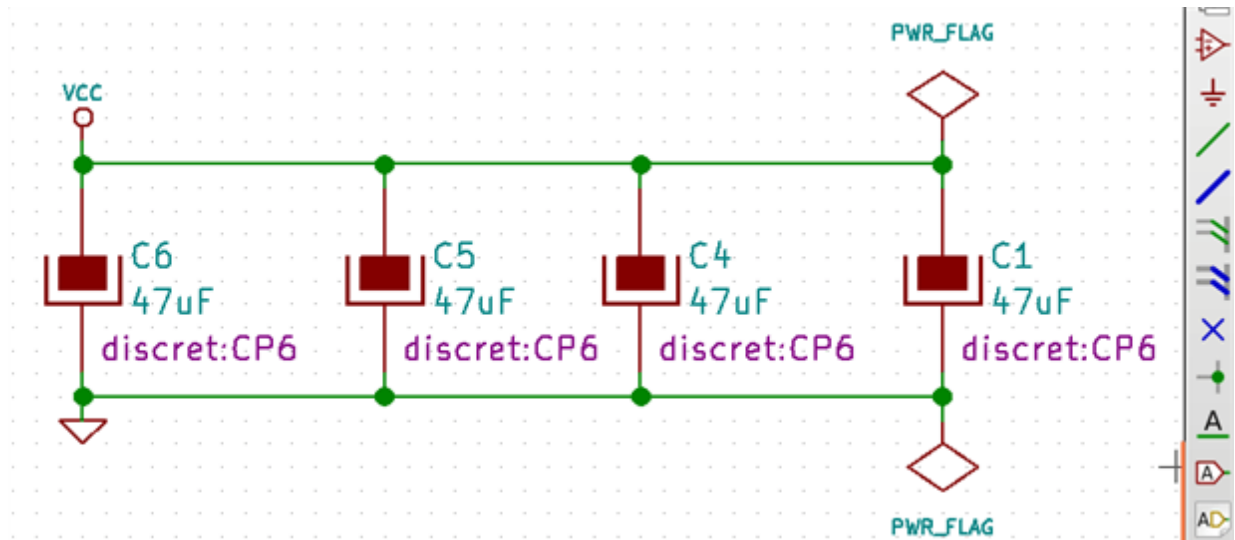 PWR_FLAG
VCC
C6
47uF
discret:CP6
C5
47uF
discret:CP6
C4
47uF
discret:CP6
C1
47uF
discret:CP6
PWR_FLAG
A
A
AD